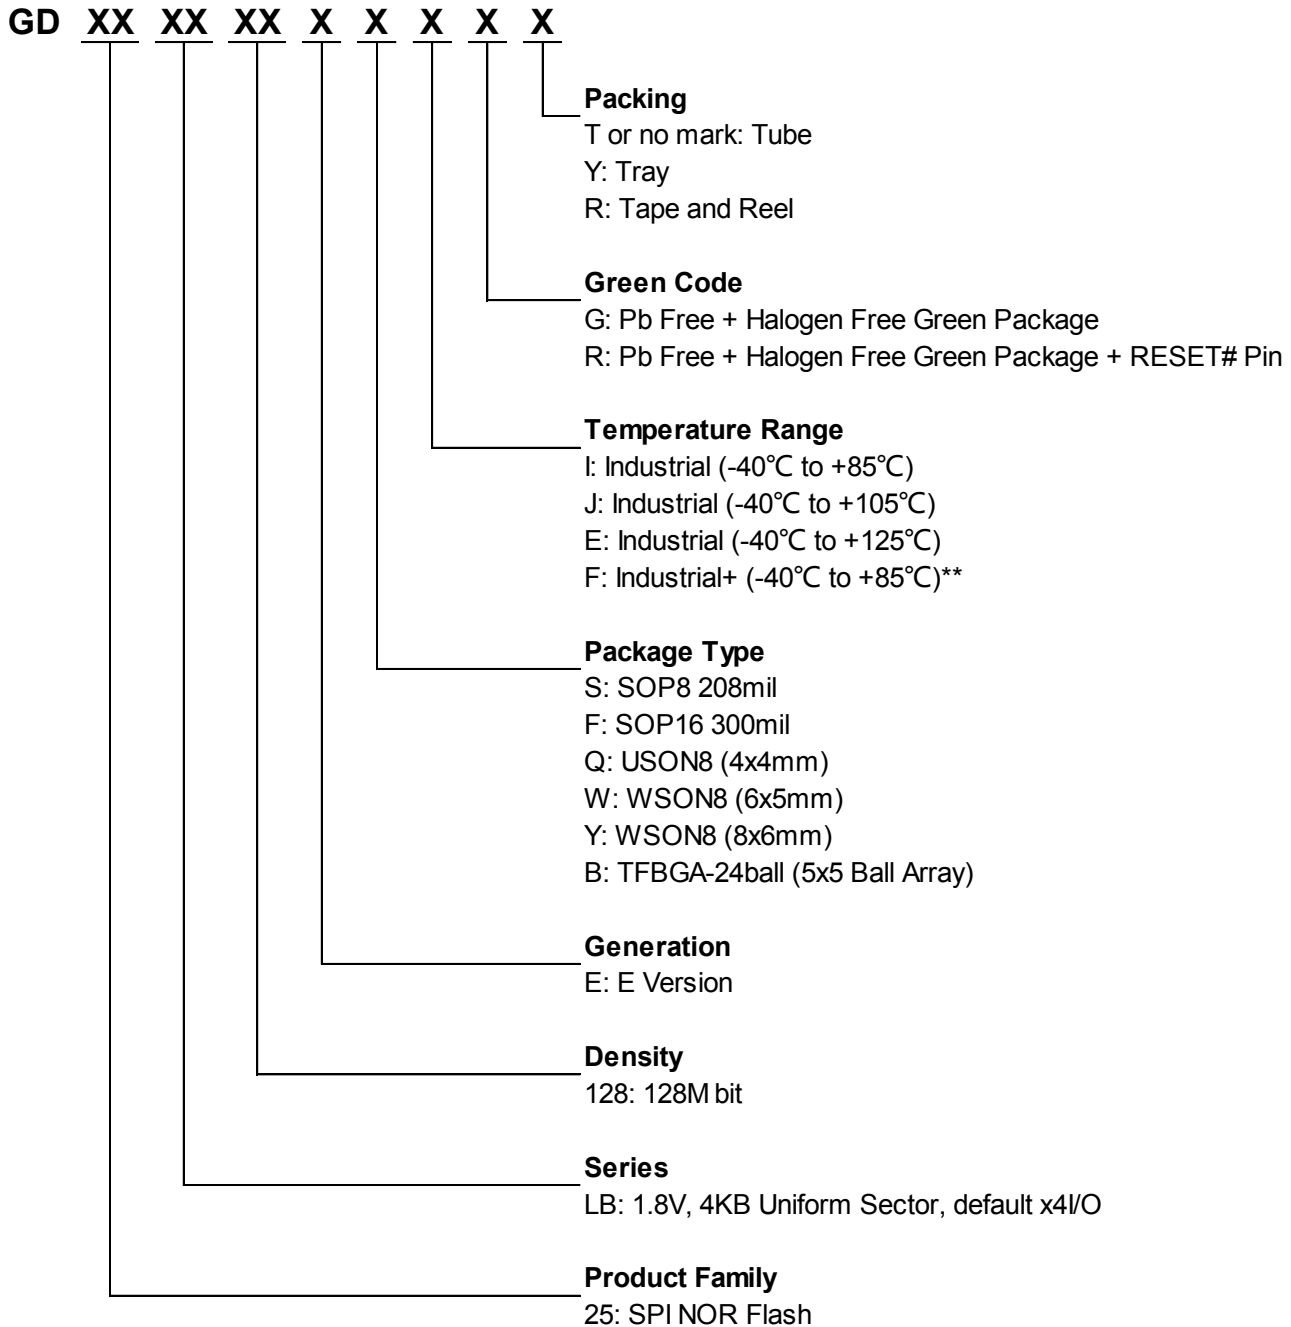 GD XX XX XX X X X X X
Packing
T or no mark: Tube
Y: Tray
R: Tape and Reel
Green Code
G: Pb Free + Halogen Free Green Package
R: Pb Free + Halogen Free Green Package + RESET# Pin
Temperature Range
I: Industrial (-40℃ to +85℃)
J: Industrial (-40℃ to +105℃)
E: Industrial (-40℃ to +125℃)
F: Industrial+ (-40℃ to +85℃)**
Package Type
S: SOP8 208mil
F: SOP16 300mil
Q: USON8 (4x4mm)
W: WSON8 (6x5mm)
Y: WSON8 (8x6mm)
B: TFBGA-24ball (5x5 Ball Array)
Generation
E: E Version
Density
128: 128M bit
Series
LB: 1.8V, 4KB Uniform Sector, default x4I/O
Product Family
25: SPI NOR Flash